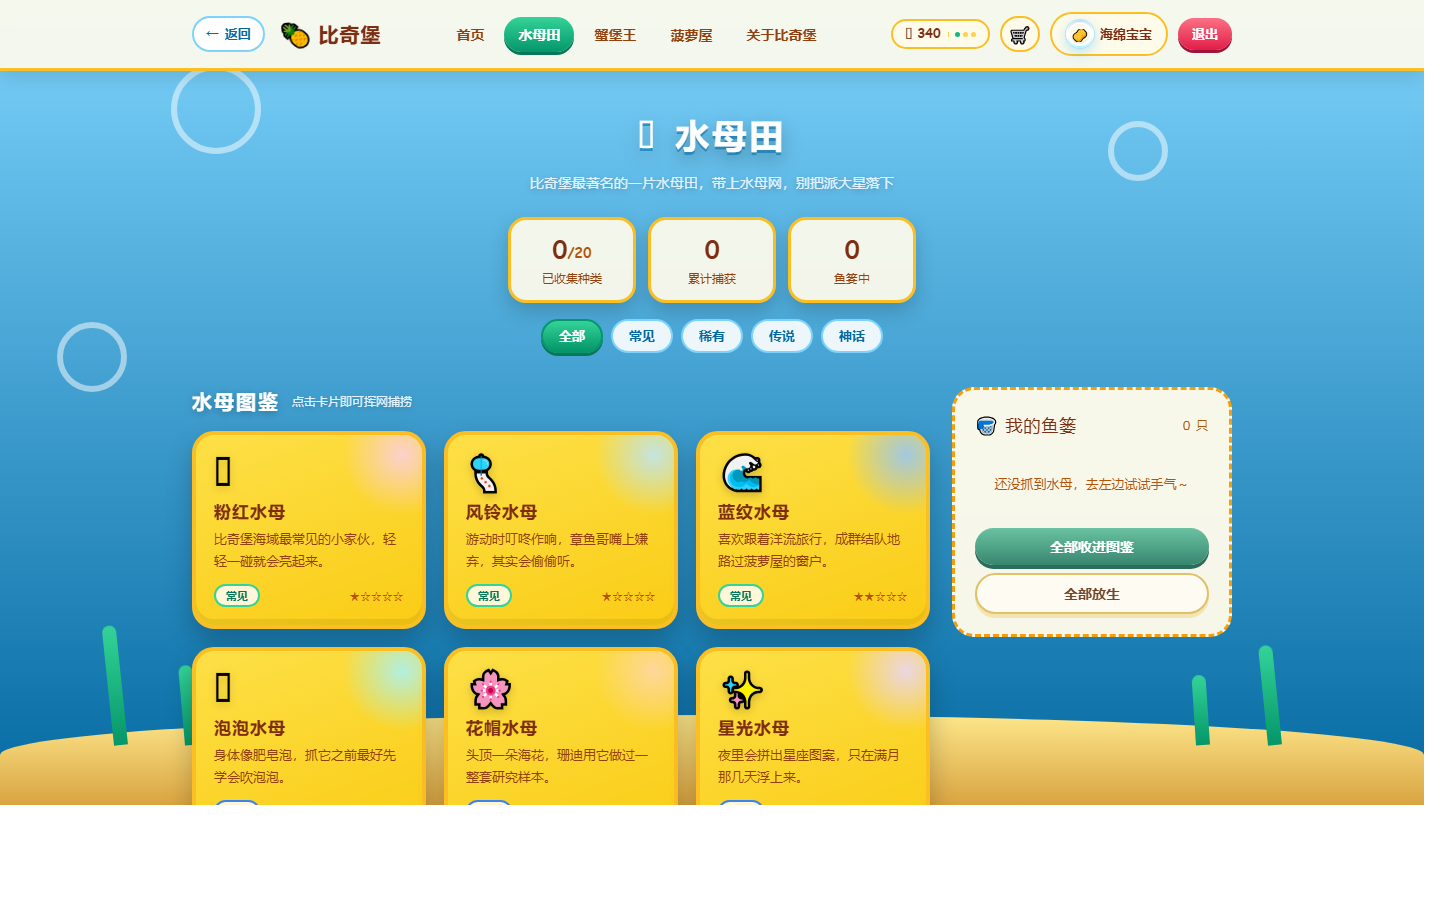 ← 返回
比奇堡
首页
水母田
蟹堡王
菠萝屋
关于比奇堡
340
海绵宝宝
退出
水母田
比奇堡最著名的一片水母田，带上水母网，别把派大星落下
0/20
已收集种类
0
累计捕获
0
鱼篓中
全部
常见
稀有
传说
神话
水母图鉴
点击卡片即可挥网捕捞
粉红水母
比奇堡海域最常见的小家伙，轻
轻一碰就会亮起来。
常见
★☆☆☆☆
风铃水母
游动时叮咚作响，章鱼哥嘴上嫌
弃，其实会偷偷听。
常见
★☆☆☆☆
蓝纹水母
喜欢跟着洋流旅行，成群结队地
路过菠萝屋的窗户。
常见
★★☆☆☆
我的鱼篓
0 只
还没抓到水母，去左边试试手气~
全部收进图鉴
全部放生
泡泡水母
身体像肥皂泡，抓它之前最好先
学会吹泡泡。
花帽水母
头顶一朵海花，珊迪用它做过一
整套研究样本。
星光水母
夜里会拼出星座图案，只在满月
那几天浮上来。